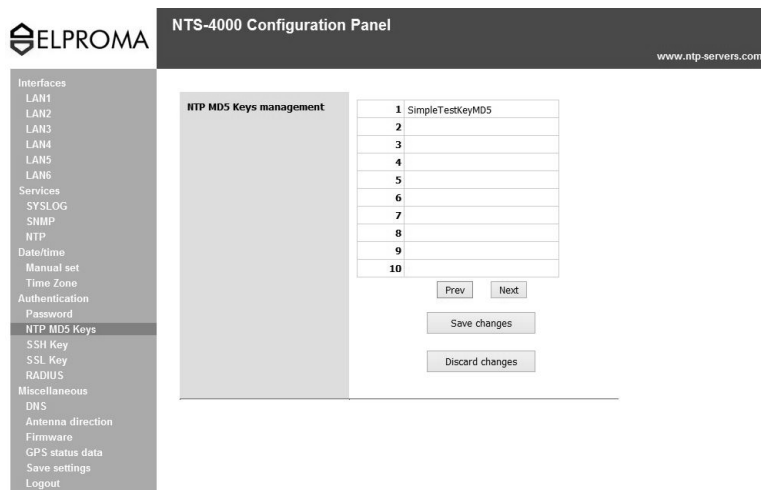 ELPROMA
NTS-4000 Configuration Panel
www.ntp-servers.com
Interfaces
LAN1
LAN2
LAN3
LAN4
LAN5
LAN6
Services
SYSLOG
SNMP
NTP
Date/time
Manual set
Time Zone
Authentication
Password
NTP MD5 Keys
SSH Key
SSL Key
RADIUS
Miscellaneous
DNS
Antenna direction
Firmware
GPS status data
Save settings
Logout
NTP MD5 Keys management
1 SimpleTestKeyMD5
2
3
4
5
6
7
8
9
10
Prev Next
Save changes
Discard changes